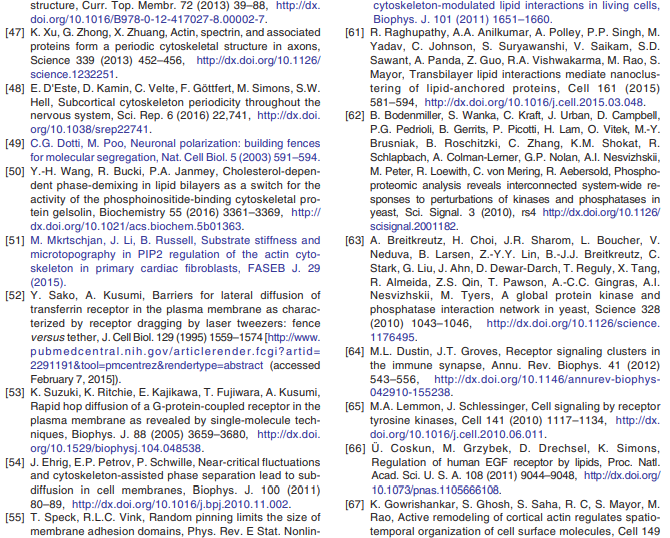 structure, Curr. Top. Membr. 72 (2013) 39–88, http://dx.
doi.org/10.1016/B978-0-12-417027-8.00002-7.
[47] K. Xu, G. Zhong, X. Zhuang, Actin, spectrin, and associated
proteins form a periodic cytoskeletal structure in axons,
Science 339 (2013) 452–456, http://dx.doi.org/10.1126/
science.1232251.
[48] E. D'Este, D. Kamin, C. Velte, F. Göttfert, M. Simons, S.W.
Hell, Subcortical cytoskeleton periodicity throughout the
nervous system, Sci. Rep. 6 (2016) 22,741, http://dx.doi.
org/10.1038/srep22741.
[49] C.G. Dotti, M. Poo, Neuronal polarization: building fences
for molecular segregation, Nat. Cell Biol. 5 (2003) 591–594.
[50] Y.-H. Wang, R. Bucki, P.A. Janmey, Cholesterol-depen-
dent phase-demixing in lipid bilayers as a switch for the
activity of the phosphoinositide-binding cytoskeletal pro-
tein gelsolin, Biochemistry 55 (2016) 3361–3369, http://
dx.doi.org/10.1021/acs.biochem.5b01363.
[51] M. Mkrtschjan, J. Li, B. Russell, Substrate stiffness and
microtopography in PIP2 regulation of the actin cyto-
skeleton in primary cardiac fibroblasts, FASEB J. 29
(2015).
[52] Y. Sako, A. Kusumi, Barriers for lateral diffusion of
transferrin receptor in the plasma membrane as charac-
terized by receptor dragging by laser tweezers: fence
versus tether, J. Cell Biol. 129 (1995) 1559–1574 [http://www.
pubmedcentral.nih.gov/articlerender.fcgi?artid=
2291191&tool=pmcentrez&rendertype=abstract (accessed
February 7, 2015)].
[53] K. Suzuki, K. Ritchie, E. Kajikawa, T. Fujiwara, A. Kusumi,
Rapid hop diffusion of a G-protein-coupled receptor in the
plasma membrane as revealed by single-molecule tech-
niques, Biophys. J. 88 (2005) 3659–3680, http://dx.doi.
org/10.1529/biophysj.104.048538.
[54] J. Ehrig, E.P. Petrov, P. Schwille, Near-critical fluctuations
and cytoskeleton-assisted phase separation lead to sub-
diffusion in cell membranes, Biophys. J. 100 (2011)
80–89, http://dx.doi.org/10.1016/j.bpj.2010.11.002.
[55] T. Speck, R.L.C. Vink, Random pinning limits the size of
membrane adhesion domains, Phys. Rev. E Stat. Nonlin-
cytoskeleton-modulated lipid interactions in living cells,
Biophys. J. 101 (2011) 1651–1660.
[61] R. Raghupathy, A.A. Anilkumar, A. Polley, P.P. Singh, M.
Yadav, C. Johnson, S. Suryawanshi, V. Saikam, S.D.
Sawant, A. Panda, Z. Guo, R.A. Vishwakarma, M. Rao, S.
Mayor, Transbilayer lipid interactions mediate nanoclus-
tering of lipid-anchored proteins, Cell 161 (2015)
581–594, http://dx.doi.org/10.1016/j.cell.2015.03.048.
[62] B. Bodenmiller, S. Wanka, C. Kraft, J. Urban, D. Campbell,
P.G. Pedrioli, B. Gerrits, P. Picotti, H. Lam, O. Vitek, M.-Y.
Brusniak, B. Roschitzki, C. Zhang, K.M. Shokat, R.
Schlapbach, A. Colman-Lerner, G.P. Nolan, A.I. Nesvizhskii,
M. Peter, R. Loewith, C. von Mering, R. Aebersold, Phospho-
proteomic analysis reveals interconnected system-wide re-
sponses to perturbations of kinases and phosphatases in
yeast, Sci. Signal. 3 (2010), rs4 http://dx.doi.org/10.1126/
scisignal.2001182.
[63] A. Breitkreutz, H. Choi, J.R. Sharom, L. Boucher, V.
Neduva, B. Larsen, Z.-Y.Y. Lin, B.-J.J. Breitkreutz, C.
Stark, G. Liu, J. Ahn, D. Dewar-Darch, T. Reguly, X. Tang,
R. Almeida, Z.S. Qin, T. Pawson, A.-C.C. Gingras, A.I.
Nesvizhskii, M. Tyers, A global protein kinase and
phosphatase interaction network in yeast, Science 328
(2010) 1043–1046, http://dx.doi.org/10.1126/science.
1176495.
[64] M.L. Dustin, J.T. Groves, Receptor signaling clusters in
the immune synapse, Annu. Rev. Biophys. 41 (2012)
543–556, http://dx.doi.org/10.1146/annurev-biophys-
042910-155238.
[65] M.A. Lemmon, J. Schlessinger, Cell signaling by receptor
tyrosine kinases, Cell 141 (2010) 1117–1134, http://dx.
doi.org/10.1016/j.cell.2010.06.011.
[66] Ü. Coskun, M. Grzybek, D. Drechsel, K. Simons,
Regulation of human EGF receptor by lipids, Proc. Natl.
Acad. Sci. U. S. A. 108 (2011) 9044–9048, http://dx.doi.org/
10.1073/pnas.1105666108.
[67] K. Gowrishankar, S. Ghosh, S. Saha, R. C, S. Mayor, M.
Rao, Active remodeling of cortical actin regulates spatio-
temporal organization of cell surface molecules, Cell 149